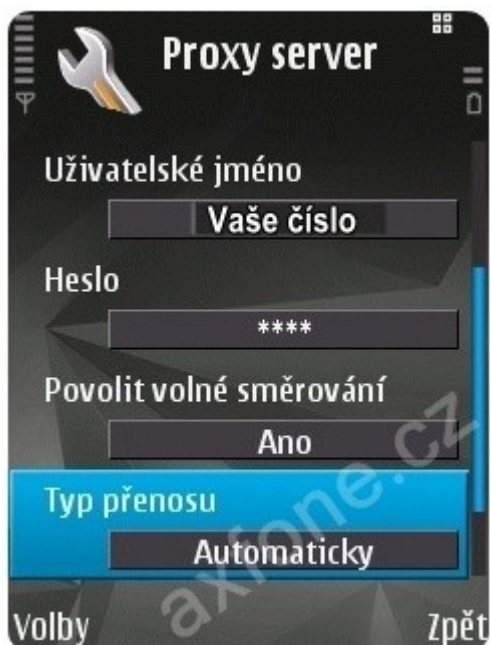 Proxy server
Uživatelské jméno
Vaše číslo
Heslo
****
Povolit volné směrování
Ano
Typ přenosu
Automaticky
Volby
Zpět
axfone.cz